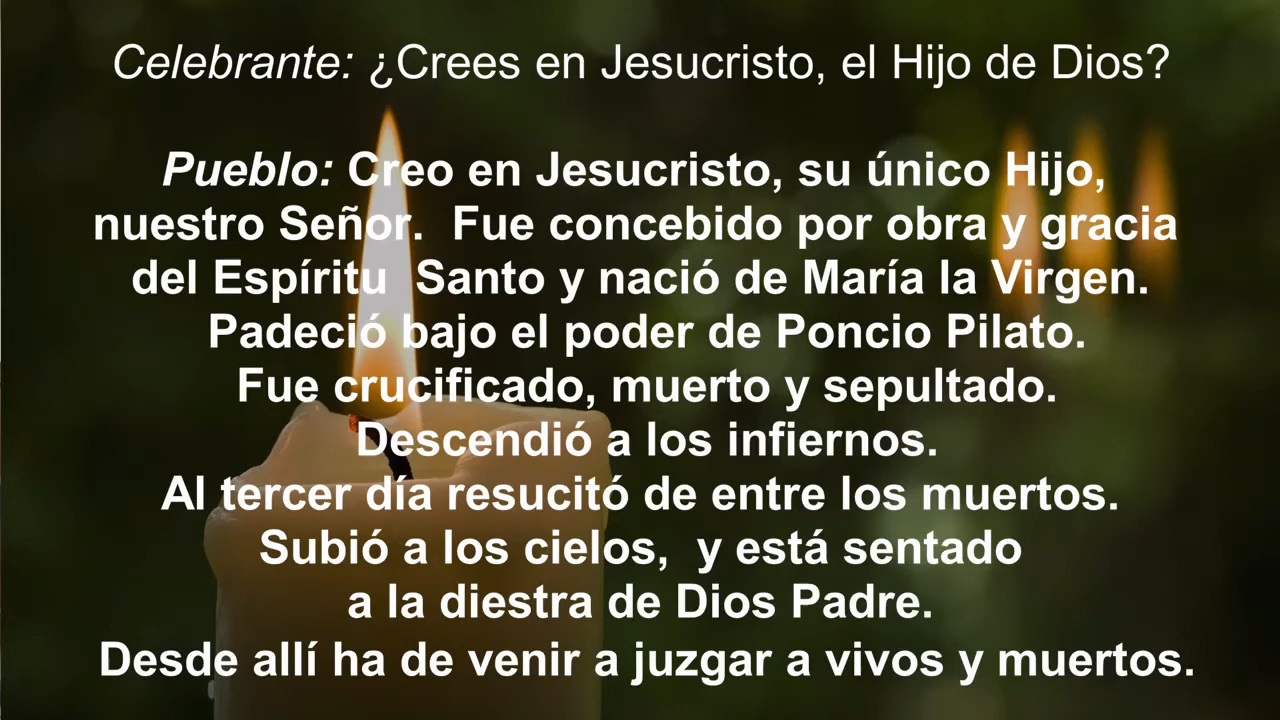 Celebrante: ¿Crees en Jesucristo, el Hijo de Dios?
Pueblo: Creo en Jesucristo, su único Hijo,
nuestro Señor.  Fue concebido por obra y gracia
del Espíritu  Santo y nació de María la Virgen.
Padeció bajo el poder de Poncio Pilato.
Fue crucificado, muerto y sepultado.
Descendió a los infiernos.
Al tercer día resucitó de entre los muertos.
Subió a los cielos,  y está sentado
a la diestra de Dios Padre.
Desde allí ha de venir a juzgar a vivos y muertos.